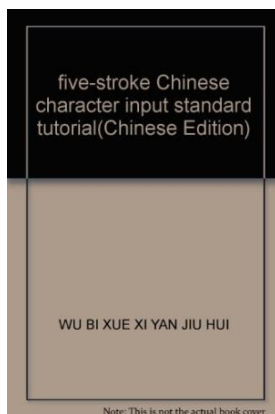 five-stroke Chinese
character input standard
tutorial(Chinese Edition)
WU BI XUE XI YAN JIU HUI
Note: This is not the actual book cover